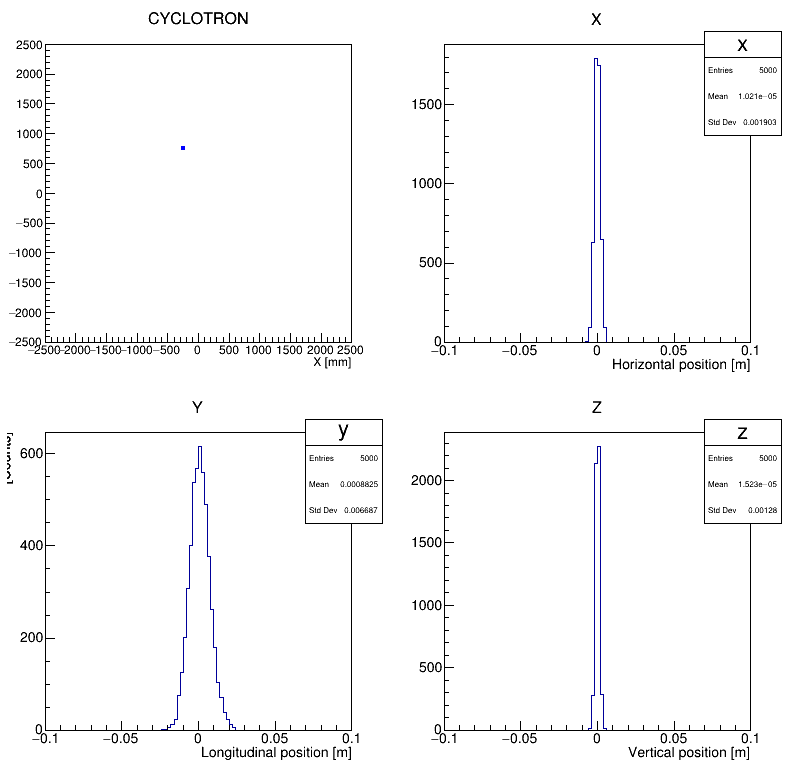 CYCLOTRON
2500
2000
1500
1000
500
0
−500
−1000
−1500
−2000
−2500
−2500 −2000 −1500 −1000 −500 0 500 1000 1500 2000 2500
X [mm]
X
x
Entries 5000
Mean 1.021e−05
Std Dev 0.001903
1500
1000
500
0
−0.1 −0.05 0 0.05 0.1
Horizontal position [m]
Y
y
Entries 5000
Mean 0.0008825
Std Dev 0.006687
600
400
200
0
−0.1 −0.05 0 0.05 0.1
Longitudinal position [m]
Z
z
Entries 5000
Mean 1.523e−05
Std Dev 0.00128
2000
1500
1000
500
0
−0.1 −0.05 0 0.05 0.1
Vertical position [m]